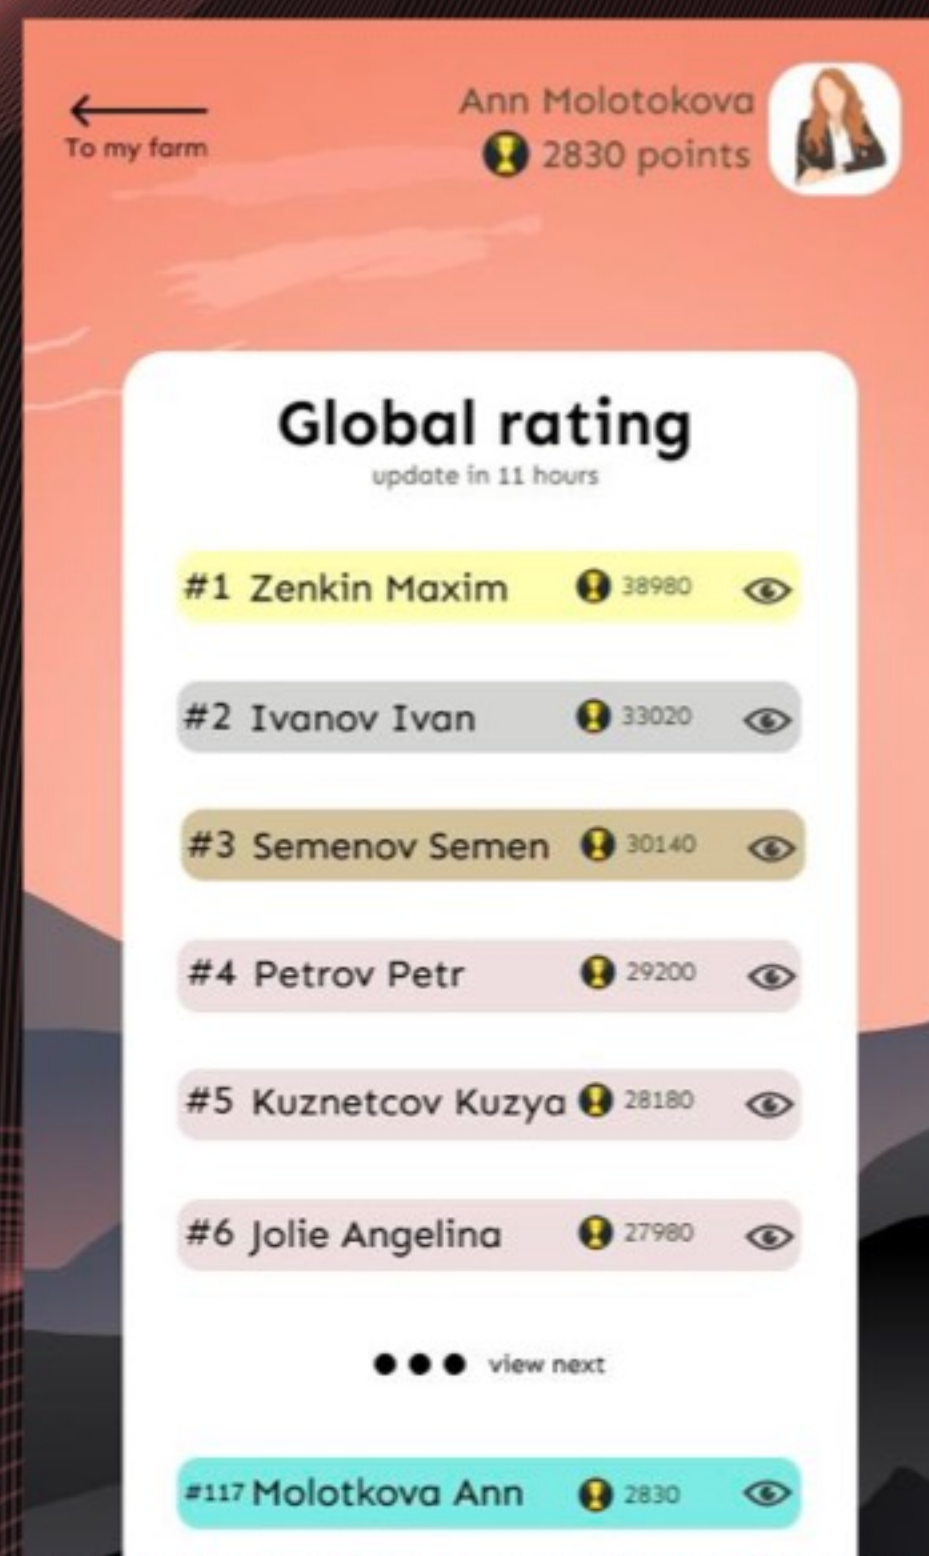 Ann Molotokova
To my farm
2830 points
Global rating
update in 11 hours
#1 Zenkin Maxim 38980
#2 Ivanov Ivan 33020
#3 Semenov Semen 30140
#4 Petrov Petr 29200
#5 Kuznetcov Kuzya 28180
#6 Jolie Angelina 27980
view next
#117 Molotkova Ann 2830